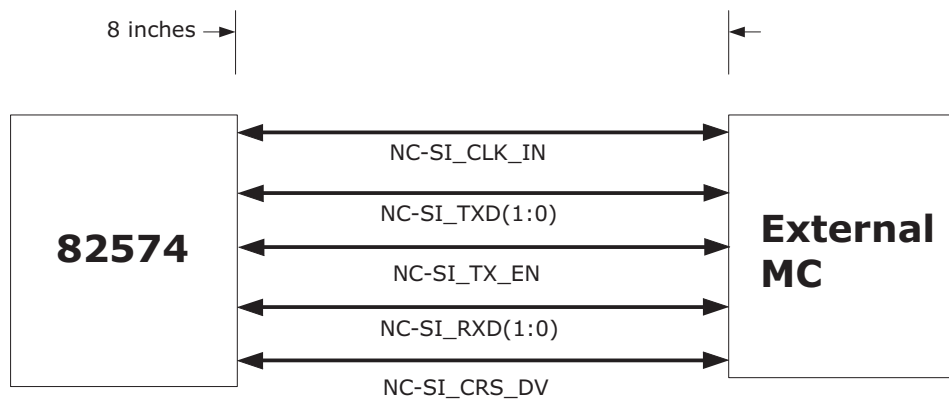 8 inches
NC-SI_CLK_IN
NC-SI_TXD(1:0)
82574
External
MC
NC-SI_TX_EN
NC-SI_RXD(1:0)
NC-SI_CRS_DV